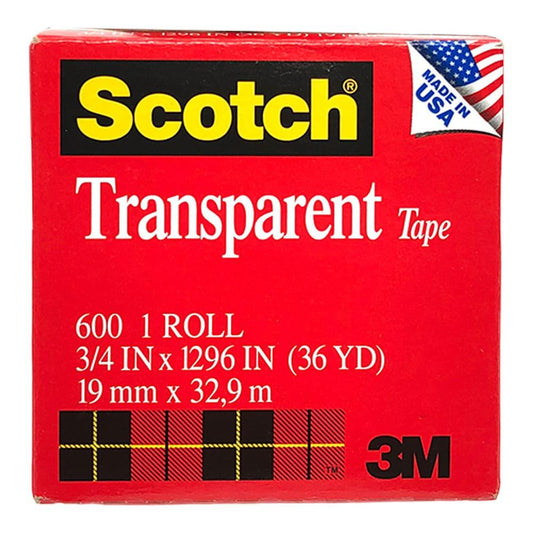 Scotch®
MADE IN
USA
Transparent Tape
600 1 ROLL
3/4 IN x 1296 IN (36 YD)
19 mm x 32,9 m
TM
3M